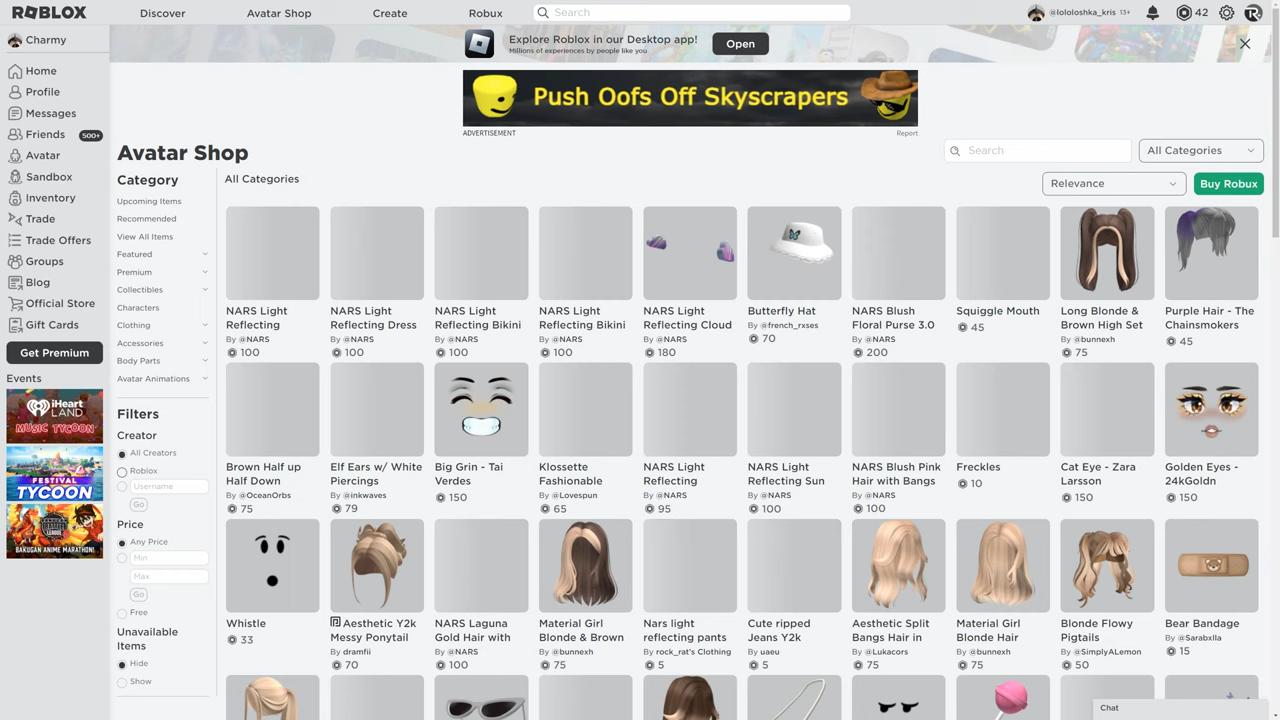 ROBLOX
Discover
Avatar Shop
Create
Robux
Search
@lololoshka_kris 13+
42
Chamy
Explore Roblox in our Desktop app!
Millions of experiences by people like you
Open
Home
Profile
Messages
Friends
500+
Avatar
Sandbox
Inventory
Trade
Trade Offers
Groups
Blog
Official Store
Gift Cards
Get Premium
Events
iHeart
LAND
MUSIC TYCOON
FESTIVAL
TYCOON
BAKUGAN ANIME MARATHON!
Push Oofs Off Skyscrapers
ADVERTISEMENT
Report
Avatar Shop
Search
All Categories
Category
Upcoming Items
Recommended
View All Items
Featured
Premium
Collectibles
Characters
Clothing
Accessories
Body Parts
Avatar Animations
Filters
Creator
All Creators
Roblox
Username
Go
Price
Any Price
Min
Max
Go
Free
Unavailable
Items
Hide
Show
All Categories
Relevance
Buy Robux
NARS Light
Reflecting
By @NARS
100
NARS Light
Reflecting Dress
By @NARS
100
NARS Light
Reflecting Bikini
By @NARS
100
NARS Light
Reflecting Bikini
By @NARS
100
NARS Light
Reflecting Cloud
By @NARS
180
Butterfly Hat
By @french_rxses
70
NARS Blush
Floral Purse 3.0
By @NARS
200
Squiggle Mouth
45
Long Blonde &
Brown High Set
By @bunnexh
75
Purple Hair - The
Chainsmokers
45
Brown Half up
Half Down
By @OceanOrbs
75
Elf Ears w/ White
Piercings
By @inkwaves
79
Big Grin - Tai
Verdes
150
Klossette
Fashionable
By @Lovespun
65
NARS Light
Reflecting
By @NARS
95
NARS Light
Reflecting Sun
By @NARS
100
NARS Blush Pink
Hair with Bangs
By @NARS
100
Freckles
10
Cat Eye - Zara
Larsson
150
Golden Eyes -
24kGoldn
150
Whistle
33
Aesthetic Y2k
Messy Ponytail
By dramfii
70
NARS Laguna
Gold Hair with
By @NARS
100
Material Girl
Blonde & Brown
By @bunnexh
75
Nars light
reflecting pants
By rock_rat's Clothing
5
Cute ripped
Jeans Y2k
By uaeu
5
Aesthetic Split
Bangs Hair in
By @Lukacors
75
Material Girl
Blonde Hair
By @bunnexh
75
Blonde Flowy
Pigtails
By @SimplyALemon
50
Bear Bandage
By @Sarabxlla
15
Chat